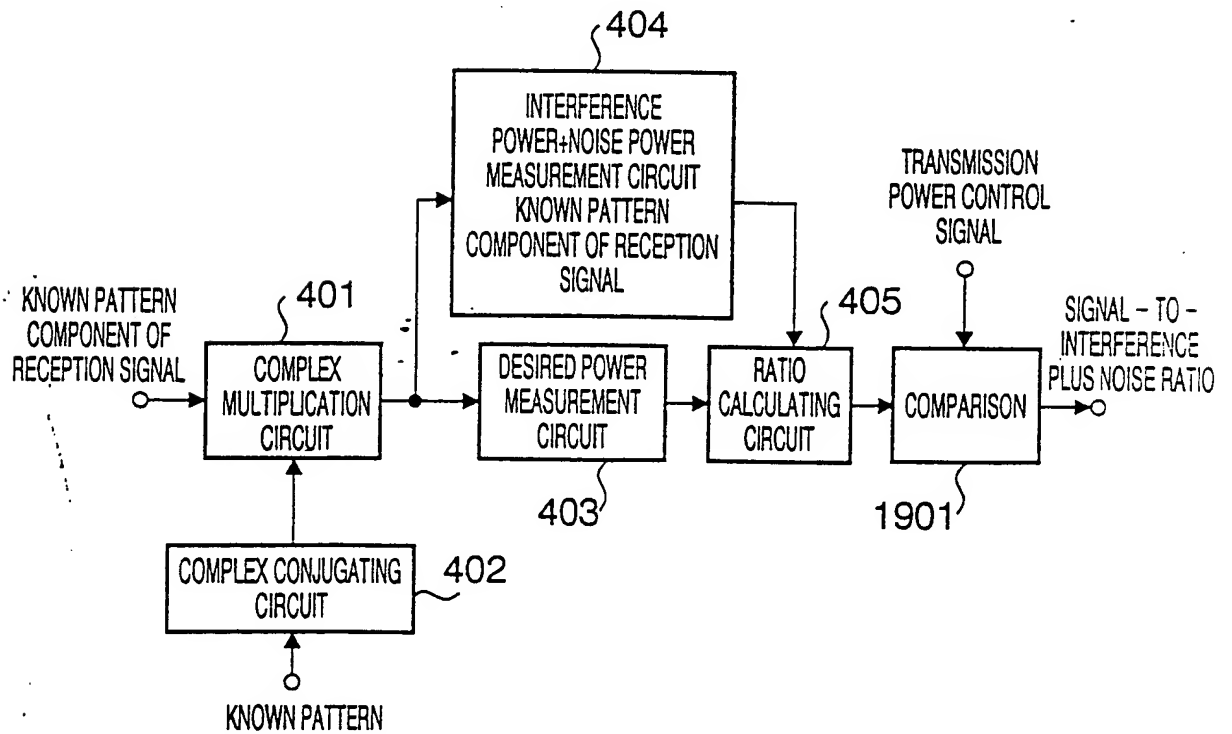 404
INTERFERENCE
POWER+NOISE POWER
MEASUREMENT CIRCUIT
KNOWN PATTERN
COMPONENT OF RECEPTION
SIGNAL
TRANSMISSION
POWER CONTROL
SIGNAL
KNOWN PATTERN
COMPONENT OF
RECEPTION SIGNAL
401
COMPLEX
MULTIPLICATION
CIRCUIT
DESIRED POWER
MEASUREMENT
CIRCUIT
403
405
RATIO
CALCULATING
CIRCUIT
COMPARISON
1901
SIGNAL – TO –
INTERFERENCE
PLUS NOISE RATIO
COMPLEX CONJUGATING
CIRCUIT
402
KNOWN PATTERN